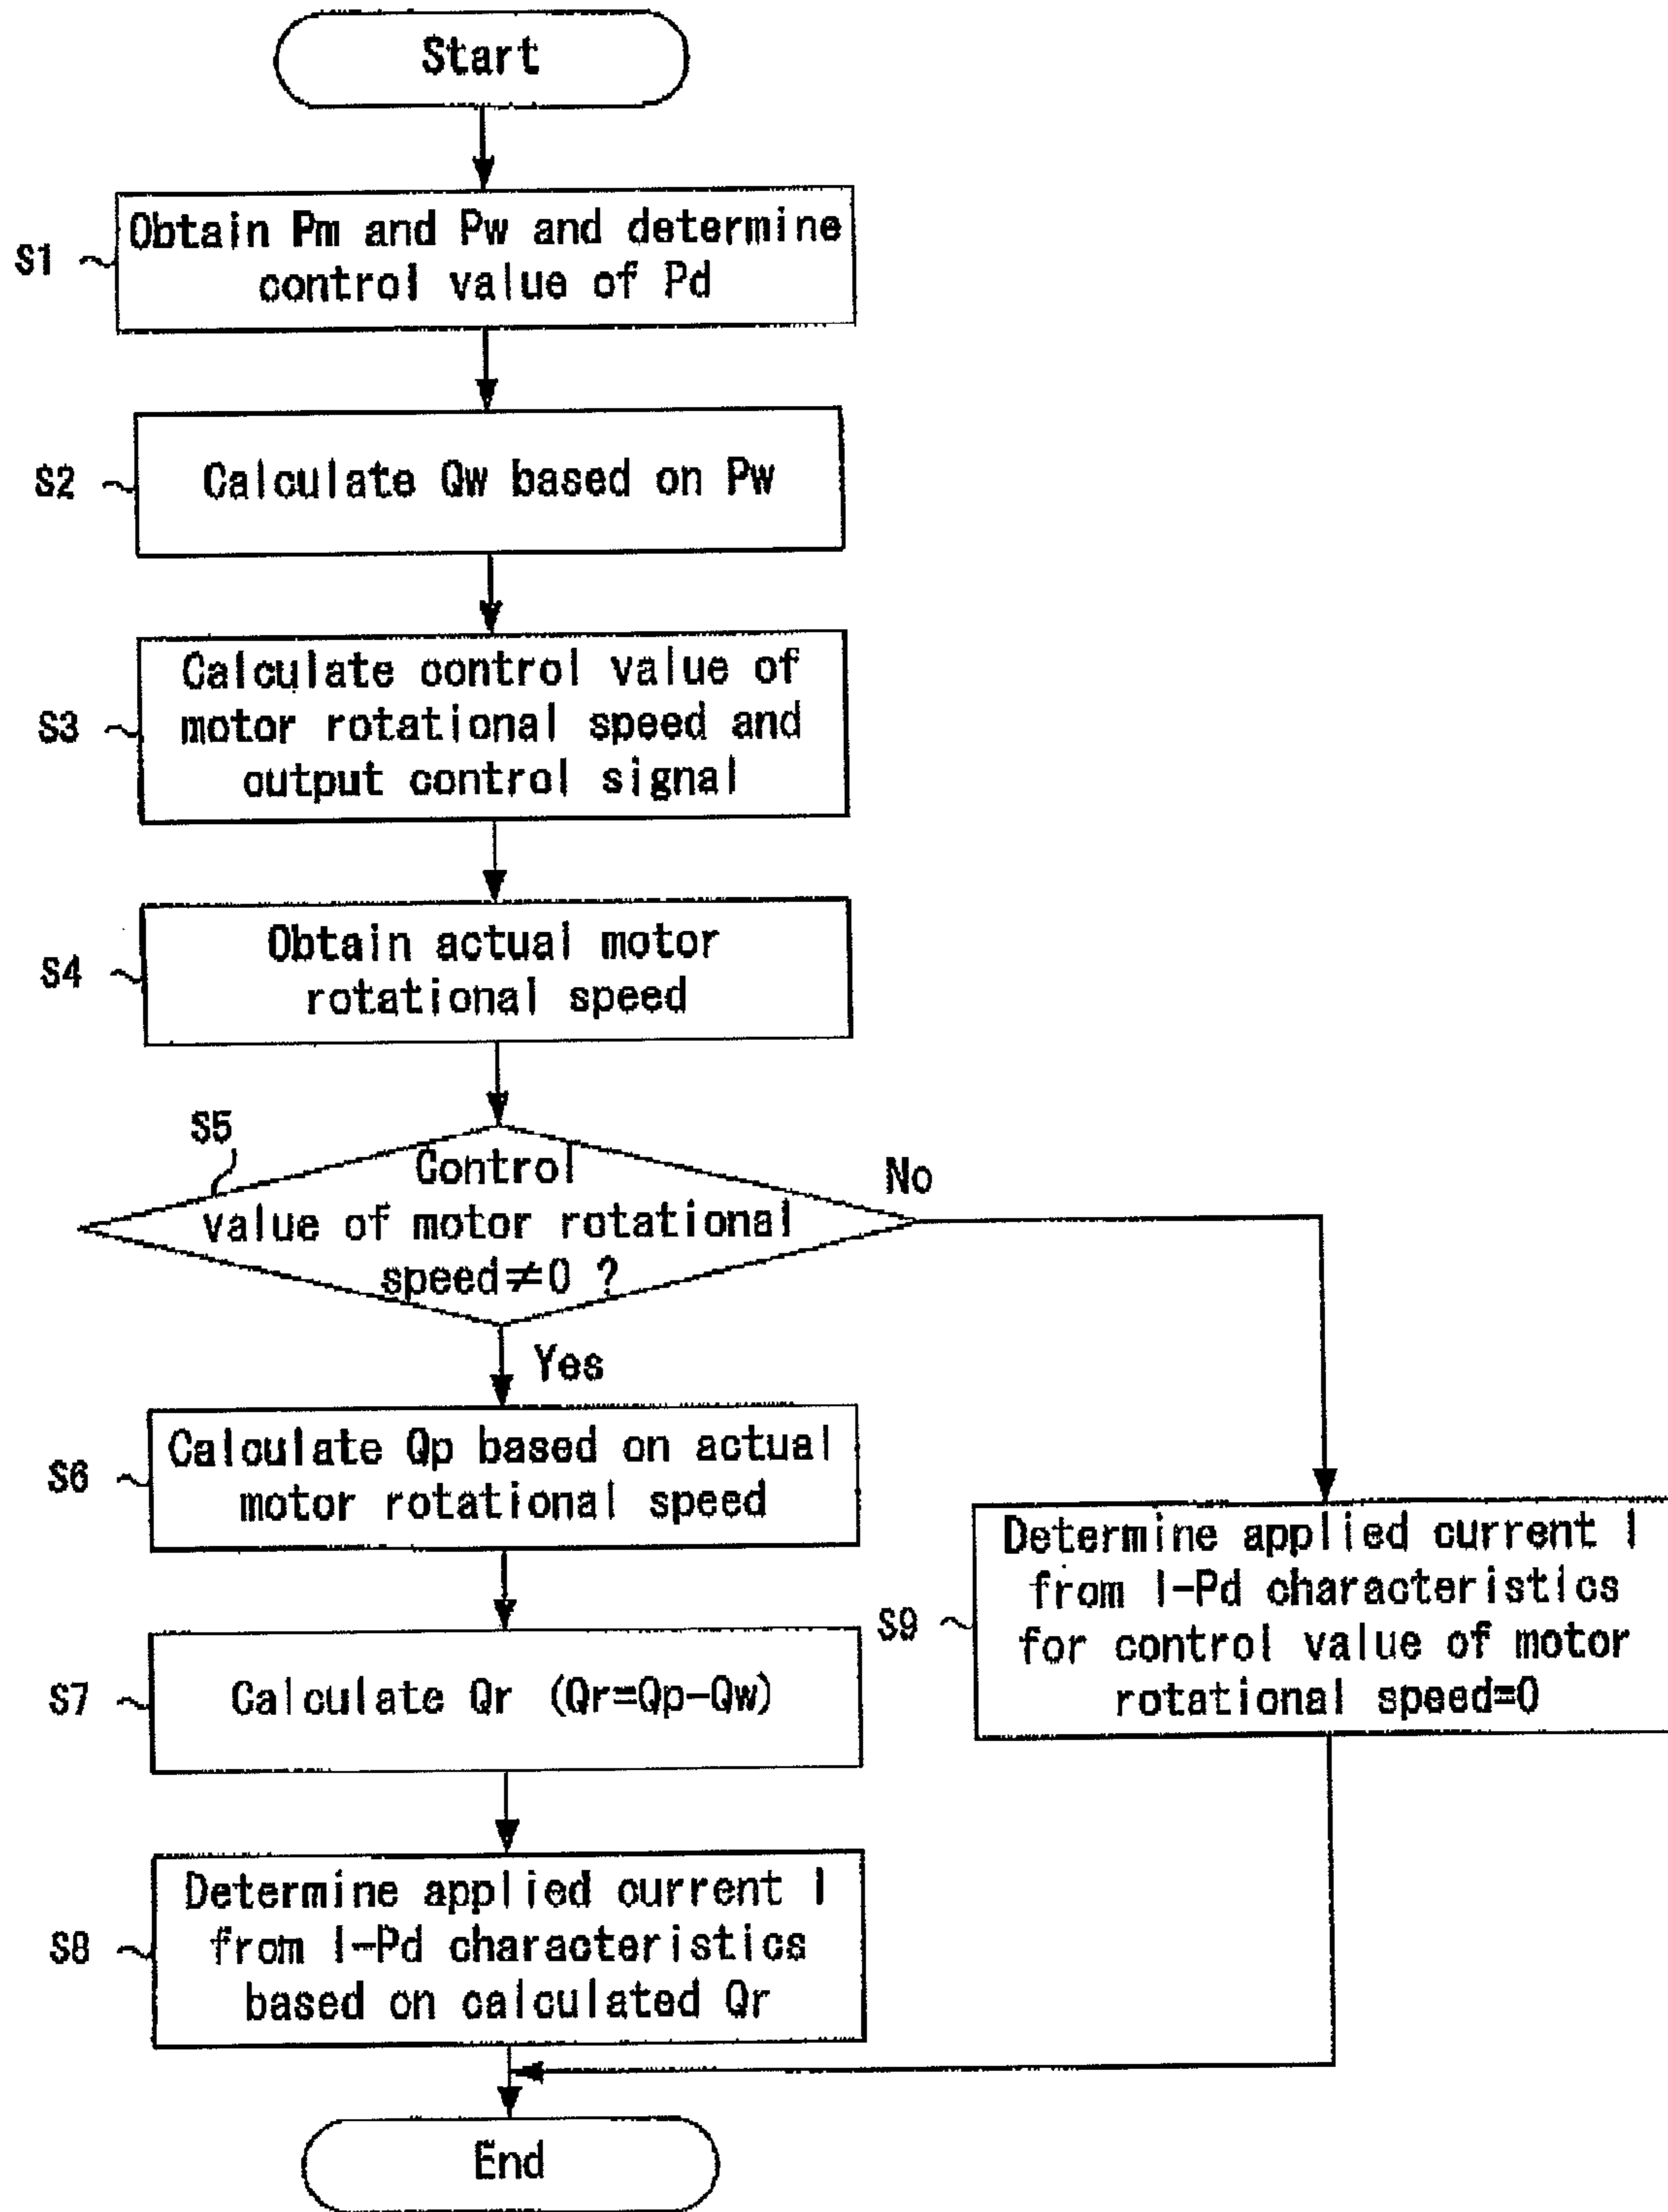 Start
S1
Obtain Pm and Pw and determine
control value of Pd
S2
Calculate Qw based on Pw
S3
Calculate control value of
motor rotational speed and
output control signal
S4
Obtain actual motor
rotational speed
S5
Control
value of motor rotational
speed≠0 ?
No
Yes
S6
Calculate Qp based on actual
motor rotational speed
S7
Calculate Qr (Qr=Qp-Qw)
S8
Determine applied current I
from I-Pd characteristics
based on calculated Qr
S9
Determine applied current I
from I-Pd characteristics
for control value of motor
rotational speed=0
End